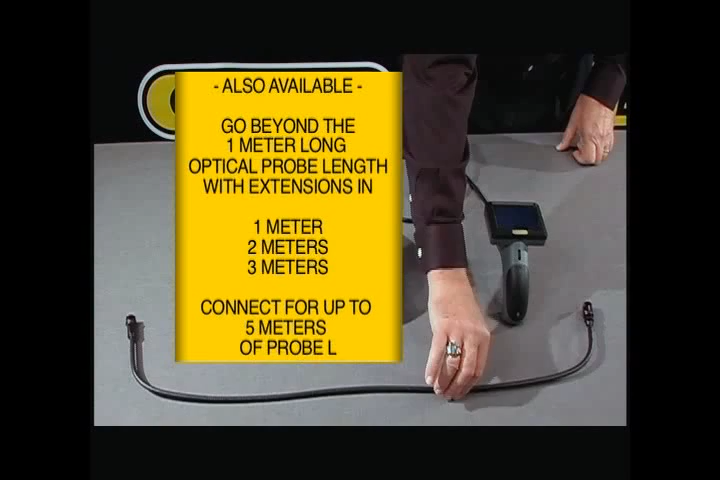 - ALSO AVAILABLE -
GO BEYOND THE
1 METER LONG
OPTICAL PROBE LENGTH
WITH EXTENSIONS IN
1 METER
2 METERS
3 METERS
CONNECT FOR UP TO
5 METERS
OF PROBE L